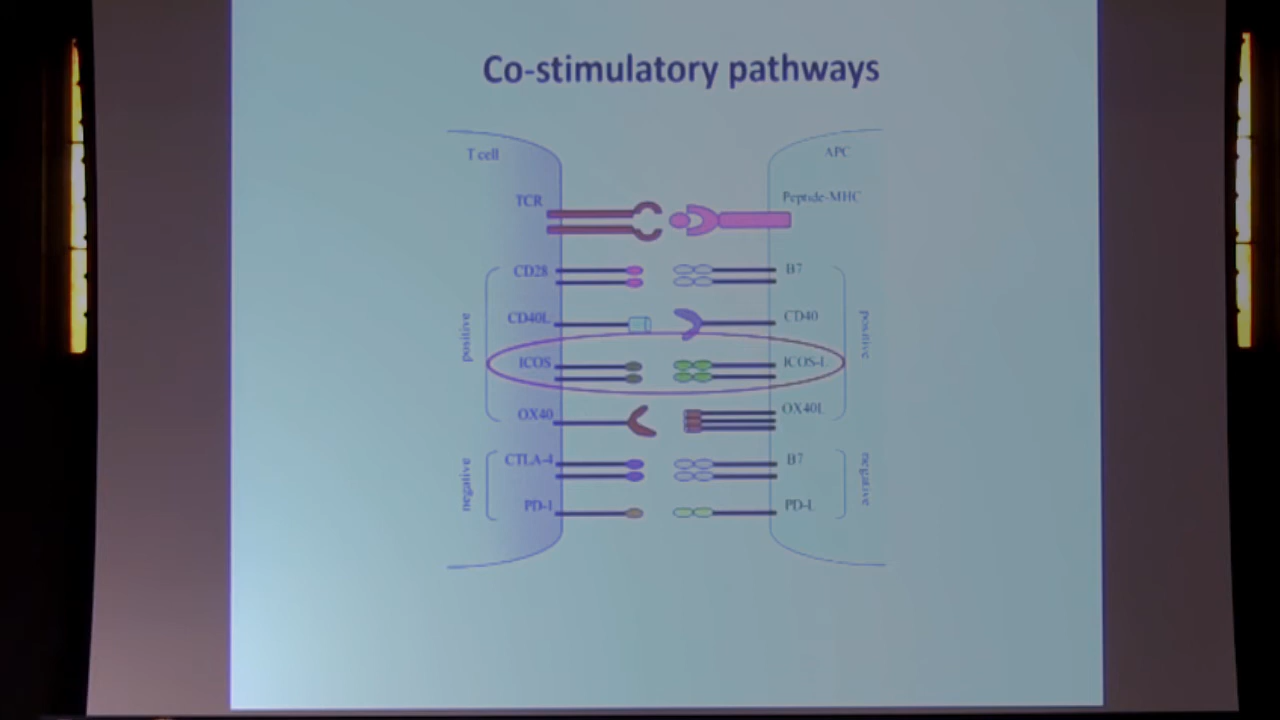 Co-stimulatory pathways
T cell
APC
TCR
Peptide-MHC
CD28
B7
CD40L
CD40
positive
positive
ICOS
ICOS-L
OX40
OX40L
CTLA-4
B7
negative
negative
PD-1
PD-L